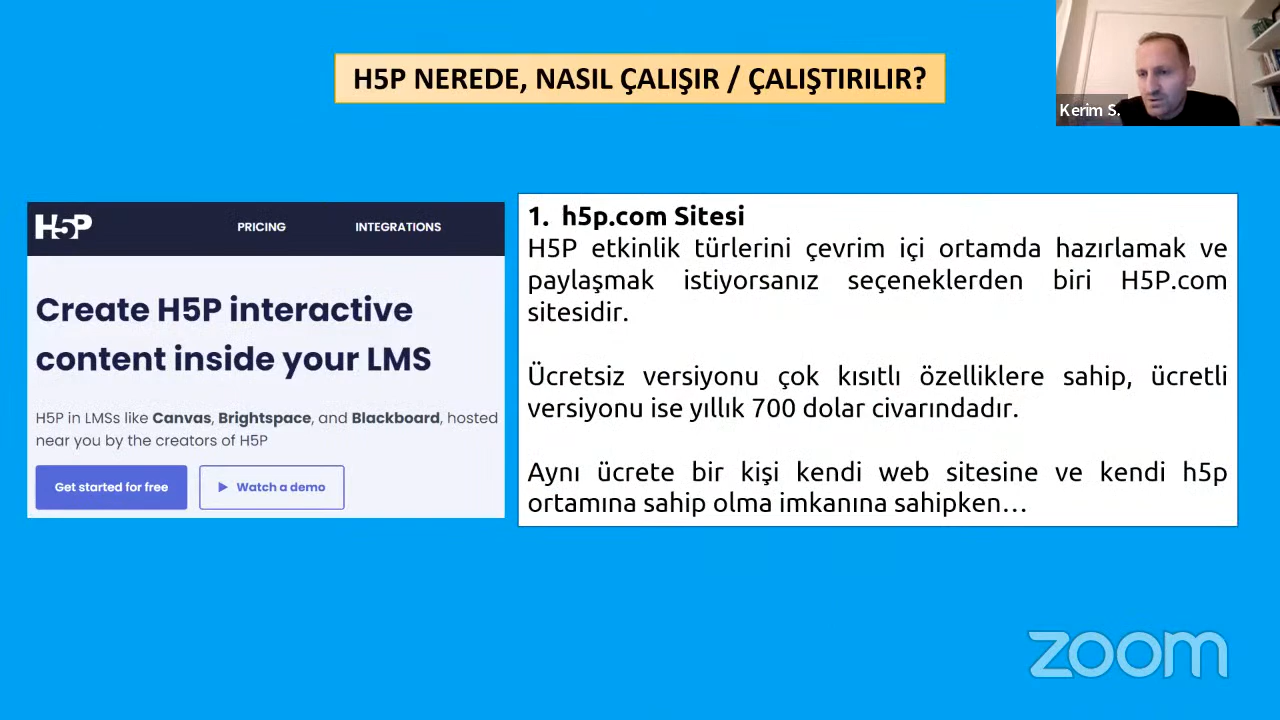 H5P NEREDE, NASIL ÇALIŞIR / ÇALIŞTIRILIR?
Kerim S.
H5P
PRICING
INTEGRATIONS
Create H5P interactive
content inside your LMS
H5P in LMSs like Canvas, Brightspace, and Blackboard, hosted
near you by the creators of H5P
Get started for free
Watch a demo
1. h5p.com Sitesi
H5P etkinlik türlerini çevrim içi ortamda hazırlamak ve
paylaşmak istiyorsanız seçeneklerden biri H5P.com
sitesidir.
Ücretsiz versiyonu çok kısıtlı özelliklere sahip, ücretli
versiyonu ise yıllık 700 dolar civarındadır.
Aynı ücrete bir kişi kendi web sitesine ve kendi h5p
ortamına sahip olma imkanına sahipken…
zoom